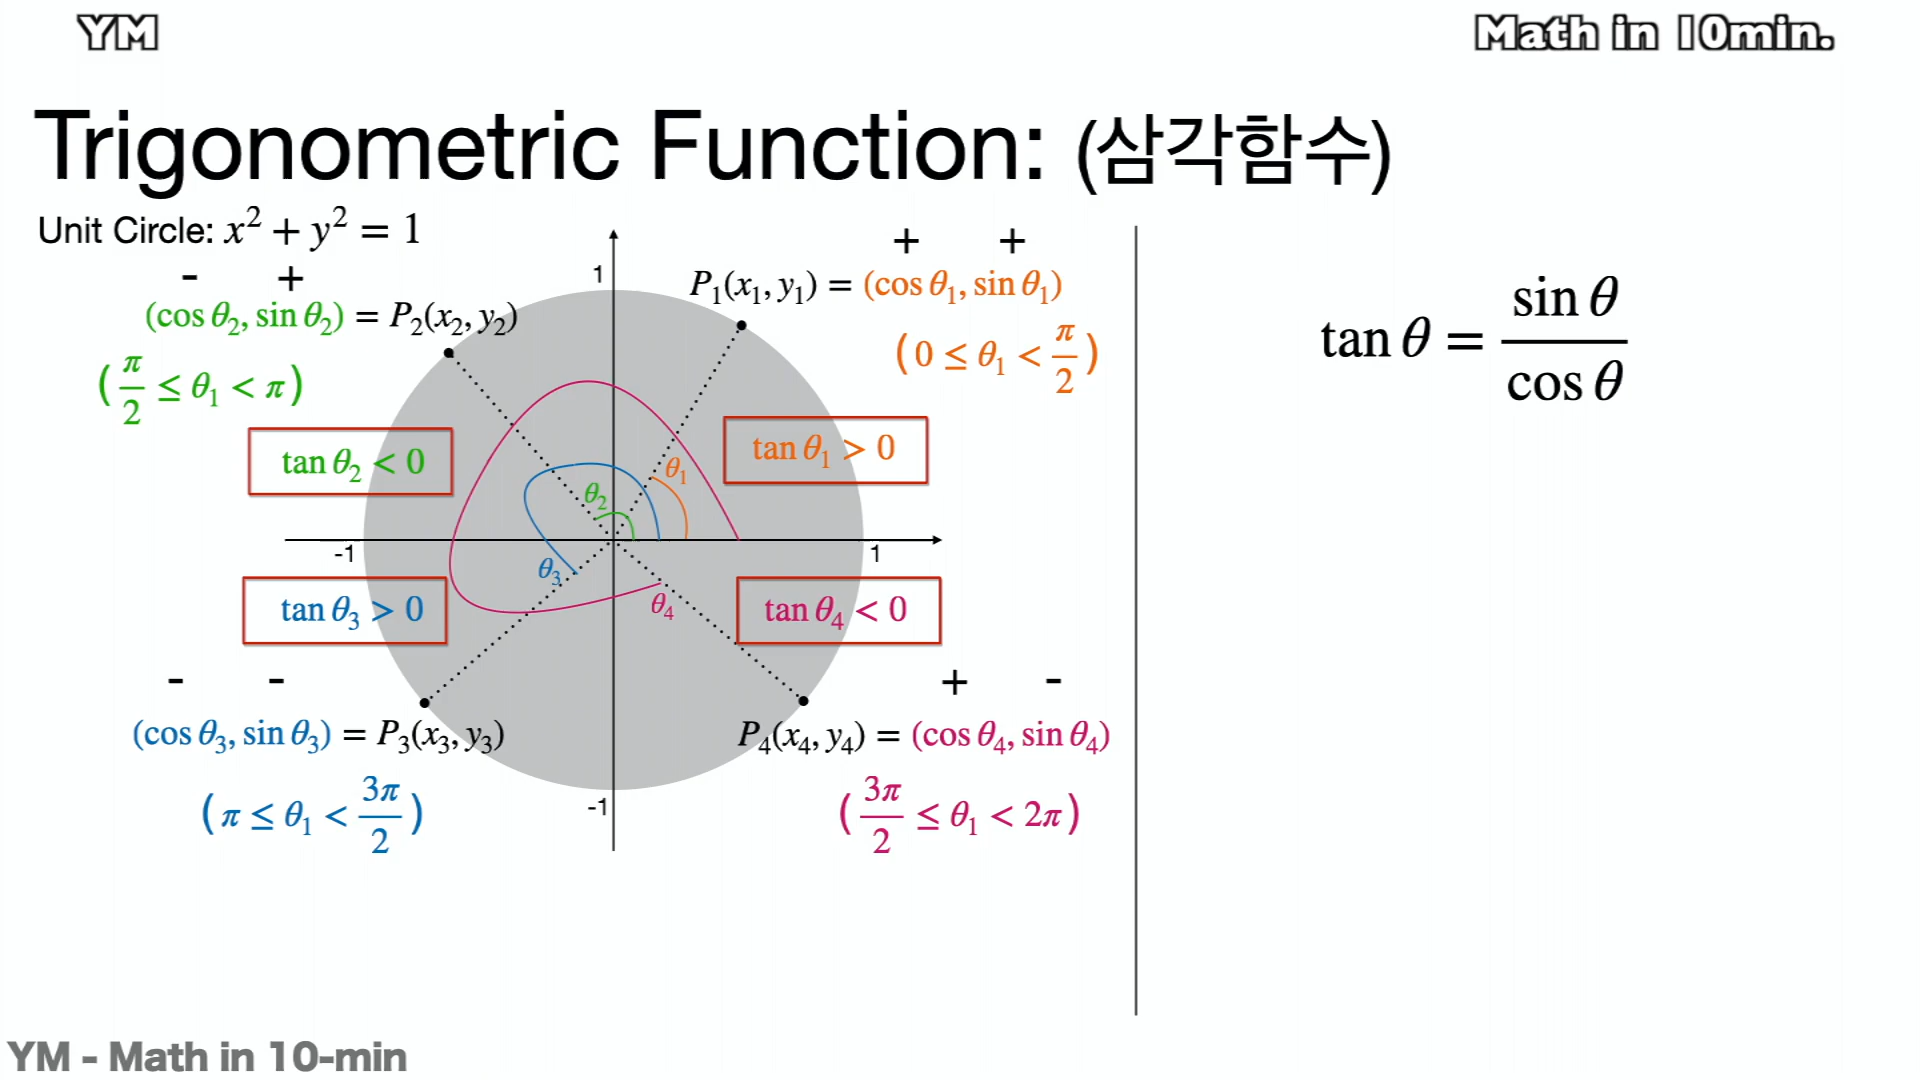 YM
Math in 10min.
Trigonometric Function: (삼각함수)
Unit Circle: x² + y² = 1
- +
(cos θ₂, sin θ₂) = P₂(x₂, y₂)
(π/2 ≤ θ₁ < π)
+ +
P₁(x₁, y₁) = (cos θ₁, sin θ₁)
(0 ≤ θ₁ < π/2)
tan θ = sin θ / cos θ
tan θ₂ < 0
tan θ₁ > 0
1
θ₁
θ₂
-1
1
θ₃
θ₄
tan θ₃ > 0
tan θ₄ < 0
- -
(cos θ₃, sin θ₃) = P₃(x₃, y₃)
(π ≤ θ₁ < 3π/2)
+ -
P₄(x₄, y₄) = (cos θ₄, sin θ₄)
(3π/2 ≤ θ₁ < 2π)
-1
YM - Math in 10-min